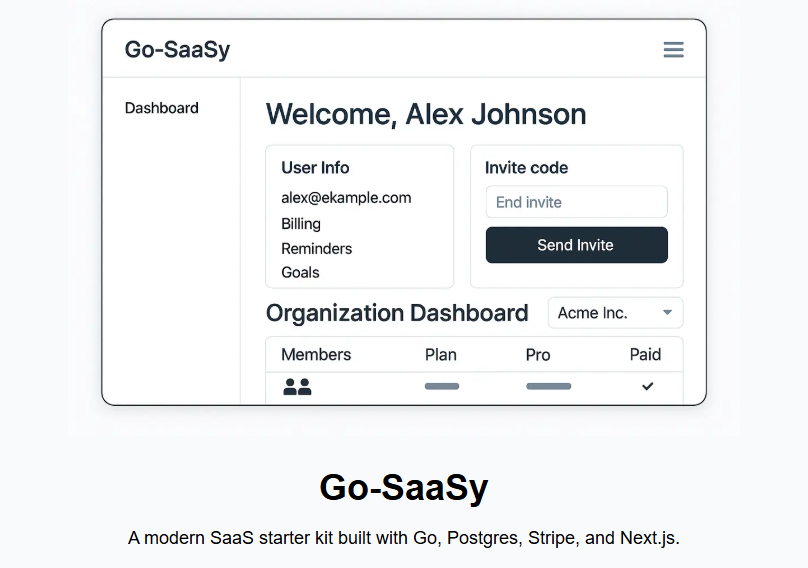 Go-SaaSy
Dashboard
Welcome, Alex Johnson
User Info
alex@ekample.com
Billing
Reminders
Goals
Invite code
End invite
Send Invite
Organization Dashboard
Acme Inc.
Members Plan Pro Paid
Go-SaaSy
A modern SaaS starter kit built with Go, Postgres, Stripe, and Next.js.